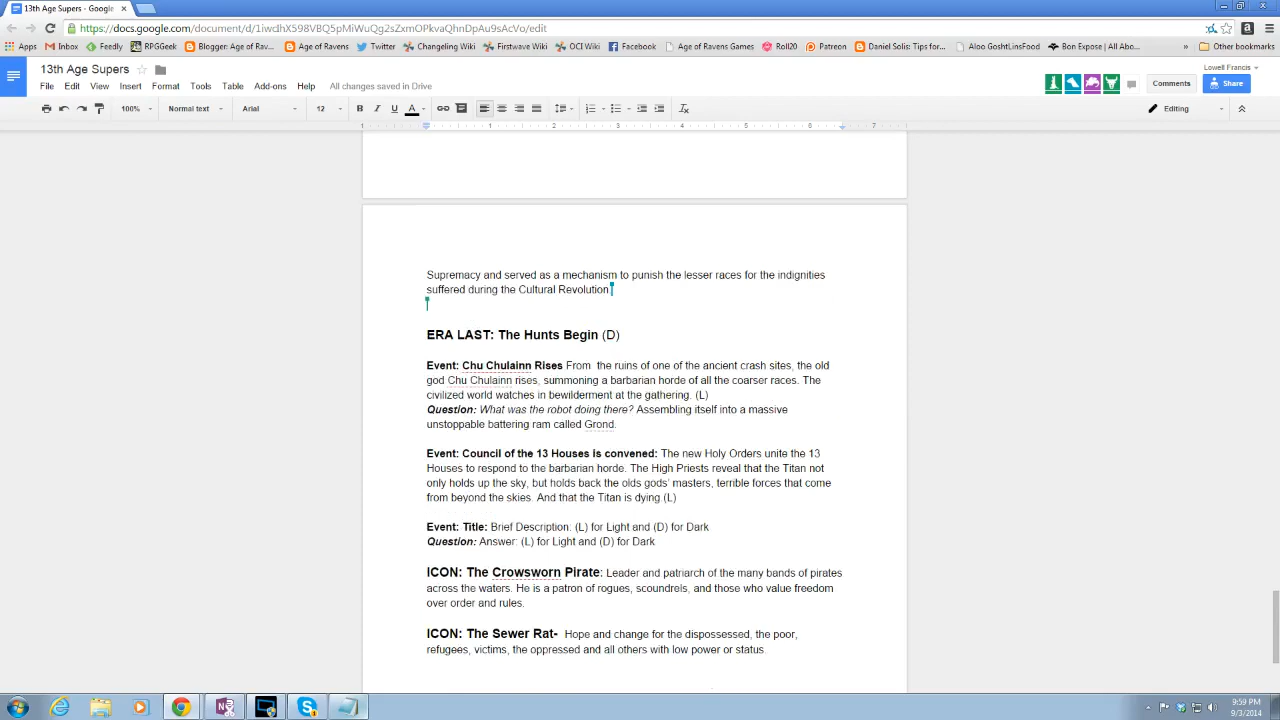 13th Age Supers - Google
https://docs.google.com/document/d/1iwcdhX598VBQ5pMiWuQg2sZxmOPkvaQhnDpAu9sAcVo/edit
Apps Inbox Feedly RPGGeek Blogger: Age of Rav... Age of Ravens Twitter Changeling Wiki Firstwave Wiki OCI Wiki Facebook Age of Ravens Games Roll20 Patreon Daniel Solis: Tips for... Aloo GoshtLinsFood Bon Expose | All Abo... » Other bookmarks
13th Age Supers
Lowell Francis
File Edit View Insert Format Tools Table Add-ons Help All changes saved in Drive
Comments Share
100% Normal text Arial 12 B I U A Editing
1 1 2 3 4 5 6 7
Supremacy and served as a mechanism to punish the lesser races for the indignities
suffered during the Cultural Revolution
ERA LAST: The Hunts Begin (D)
Event: Chu Chulainn Rises From the ruins of one of the ancient crash sites, the old
god Chu Chulainn rises, summoning a barbarian horde of all the coarser races. The
civilized world watches in bewilderment at the gathering. (L)
Question: What was the robot doing there? Assembling itself into a massive
unstoppable battering ram called Grond.
Event: Council of the 13 Houses is convened: The new Holy Orders unite the 13
Houses to respond to the barbarian horde. The High Priests reveal that the Titan not
only holds up the sky, but holds back the olds gods' masters, terrible forces that come
from beyond the skies. And that the Titan is dying.(L)
Event: Title: Brief Description: (L) for Light and (D) for Dark
Question: Answer: (L) for Light and (D) for Dark
ICON: The Crowsworn Pirate: Leader and patriarch of the many bands of pirates
across the waters. He is a patron of rogues, scoundrels, and those who value freedom
over order and rules.
ICON: The Sewer Rat- Hope and change for the dispossessed, the poor,
refugees, victims, the oppressed and all others with low power or status.
9:59 PM
9/3/2014